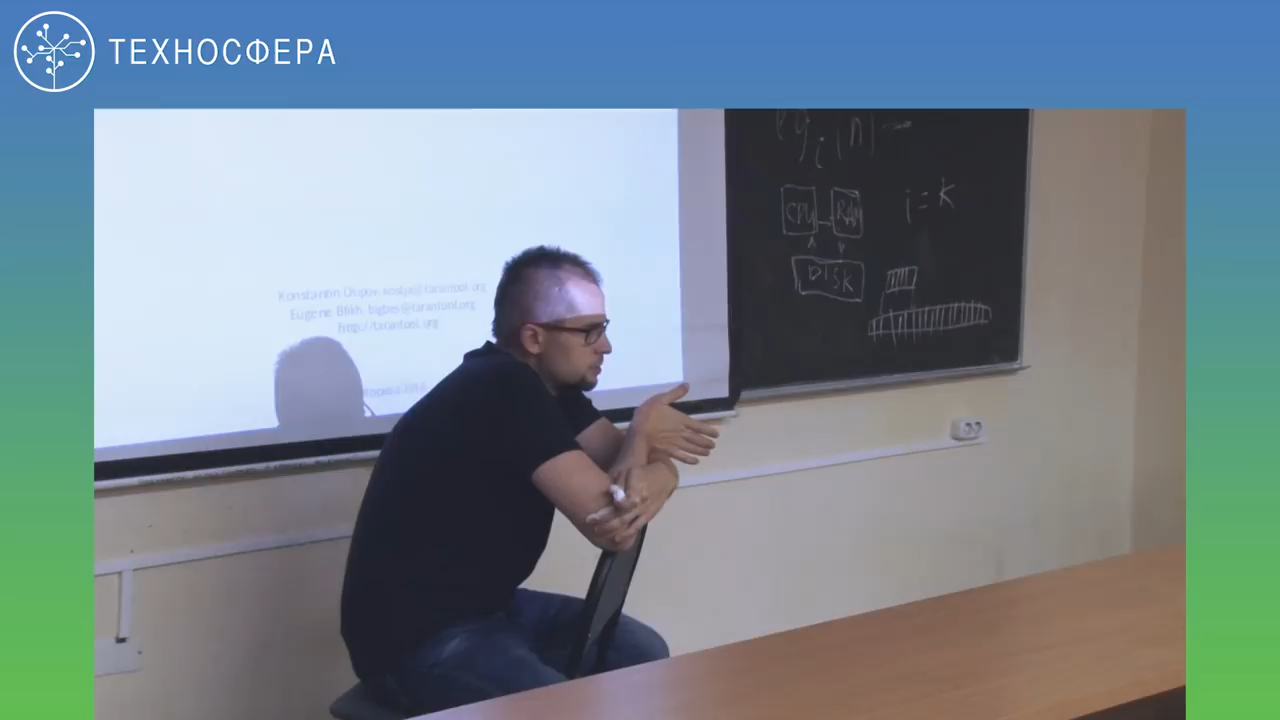 ТЕХНОСФЕРА
Konstantin Osipov, kostja@tarantool.org
Eugene Blikh, bigbes@tarantool.org
http://tarantool.org
i = k
CPU RAM
DISK